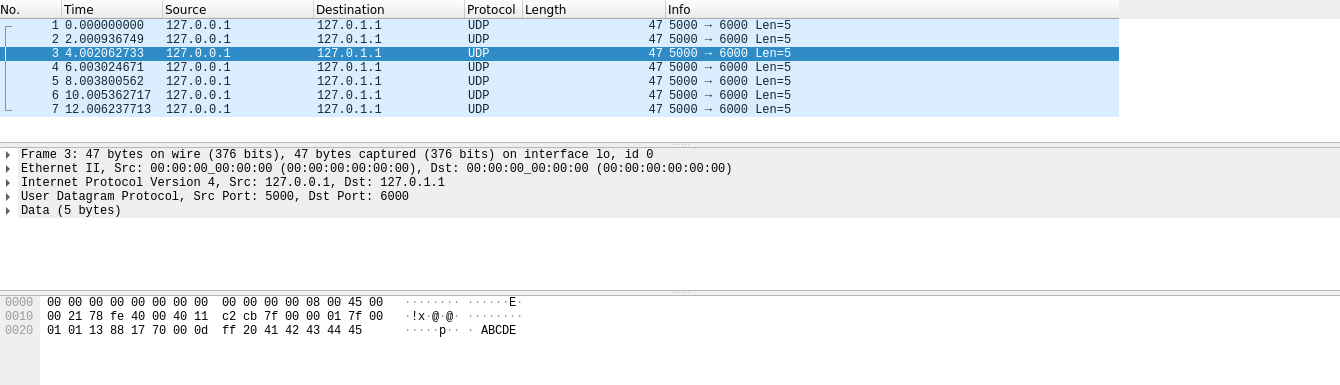 No. Time Source Destination Protocol Length Info
1 0.000000000 127.0.0.1 127.0.1.1 UDP 47 5000 → 6000 Len=5
2 2.000936749 127.0.0.1 127.0.1.1 UDP 47 5000 → 6000 Len=5
3 4.002062733 127.0.0.1 127.0.1.1 UDP 47 5000 → 6000 Len=5
4 6.003024671 127.0.0.1 127.0.1.1 UDP 47 5000 → 6000 Len=5
5 8.003800562 127.0.0.1 127.0.1.1 UDP 47 5000 → 6000 Len=5
6 10.005362717 127.0.0.1 127.0.1.1 UDP 47 5000 → 6000 Len=5
7 12.006237713 127.0.0.1 127.0.1.1 UDP 47 5000 → 6000 Len=5
Frame 3: 47 bytes on wire (376 bits), 47 bytes captured (376 bits) on interface lo, id 0
Ethernet II, Src: 00:00:00_00:00:00 (00:00:00:00:00:00), Dst: 00:00:00_00:00:00 (00:00:00:00:00:00)
Internet Protocol Version 4, Src: 127.0.0.1, Dst: 127.0.1.1
User Datagram Protocol, Src Port: 5000, Dst Port: 6000
Data (5 bytes)
0000 00 00 00 00 00 00 00 00 00 00 00 00 08 00 45 00 ········ ······E·
0010 00 21 78 fe 40 00 40 11 c2 cb 7f 00 00 01 7f 00 ·!x·@·@· ········
0020 01 01 13 88 17 70 00 0d ff 20 41 42 43 44 45 ·····p·· · ABCDE